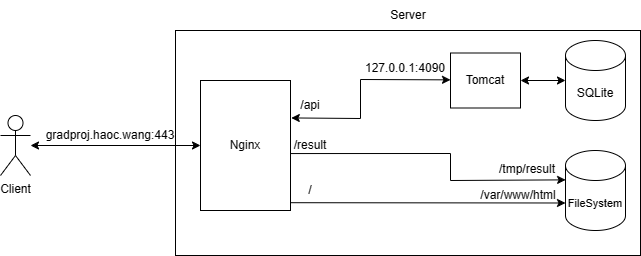 Server
127.0.0.1:4090
Tomcat
SQLite
/api
gradproj.haoc.wang:443
Nginx
/result
/tmp/result
Client
/
/var/www/html
FileSystem